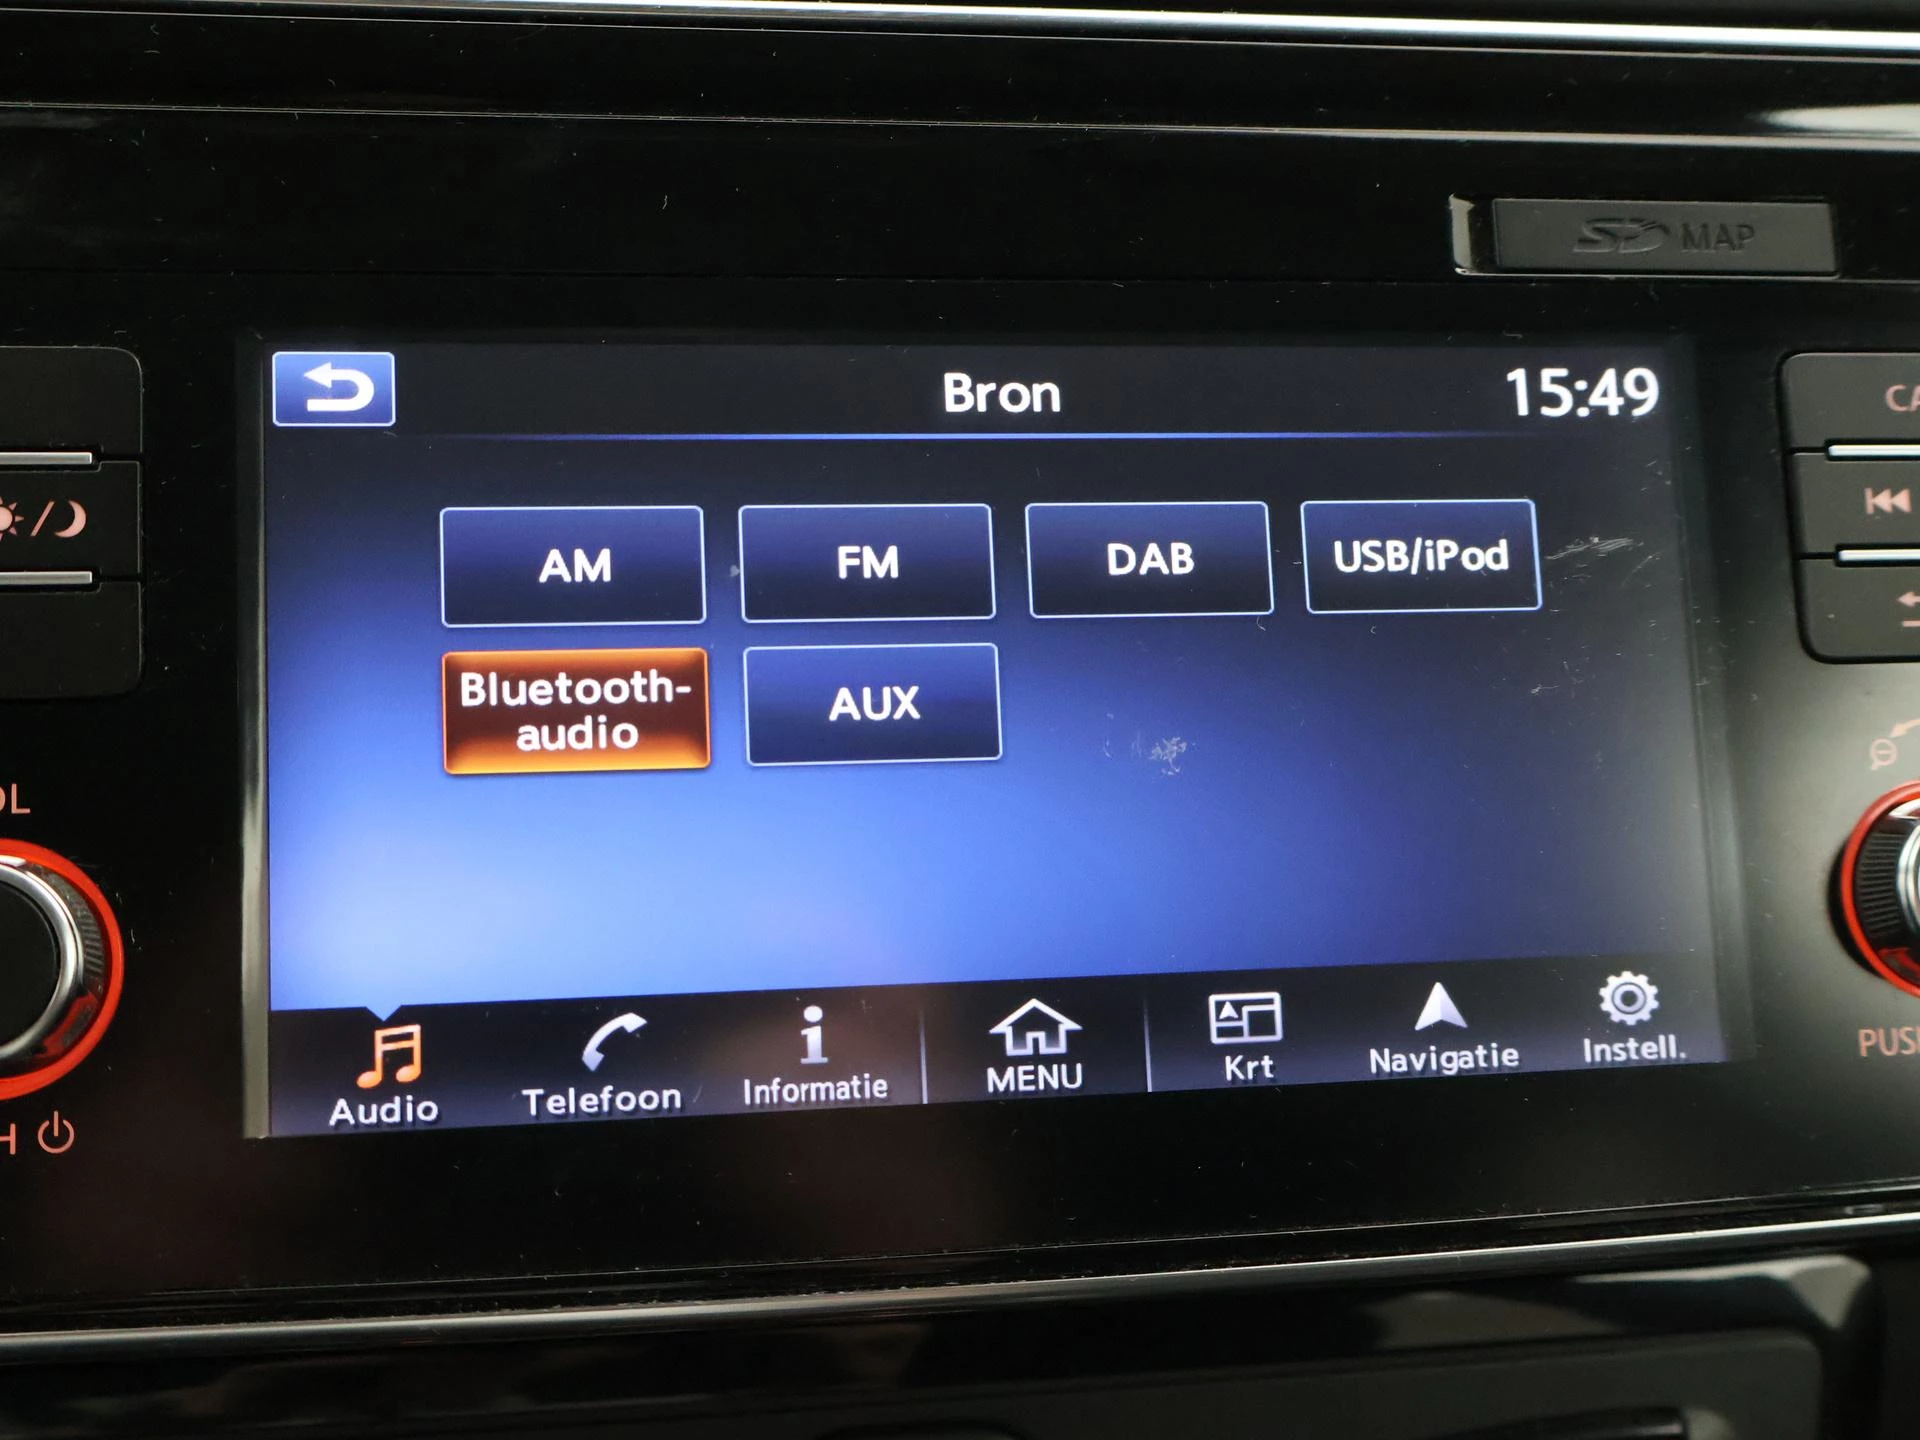 SD MAP
Bron
15:49
AM
FM
DAB
USB/iPod
Bluetooth-
audio
AUX
Audio
Telefoon
Informatie
MENU
Krt
Navigatie
Instell.